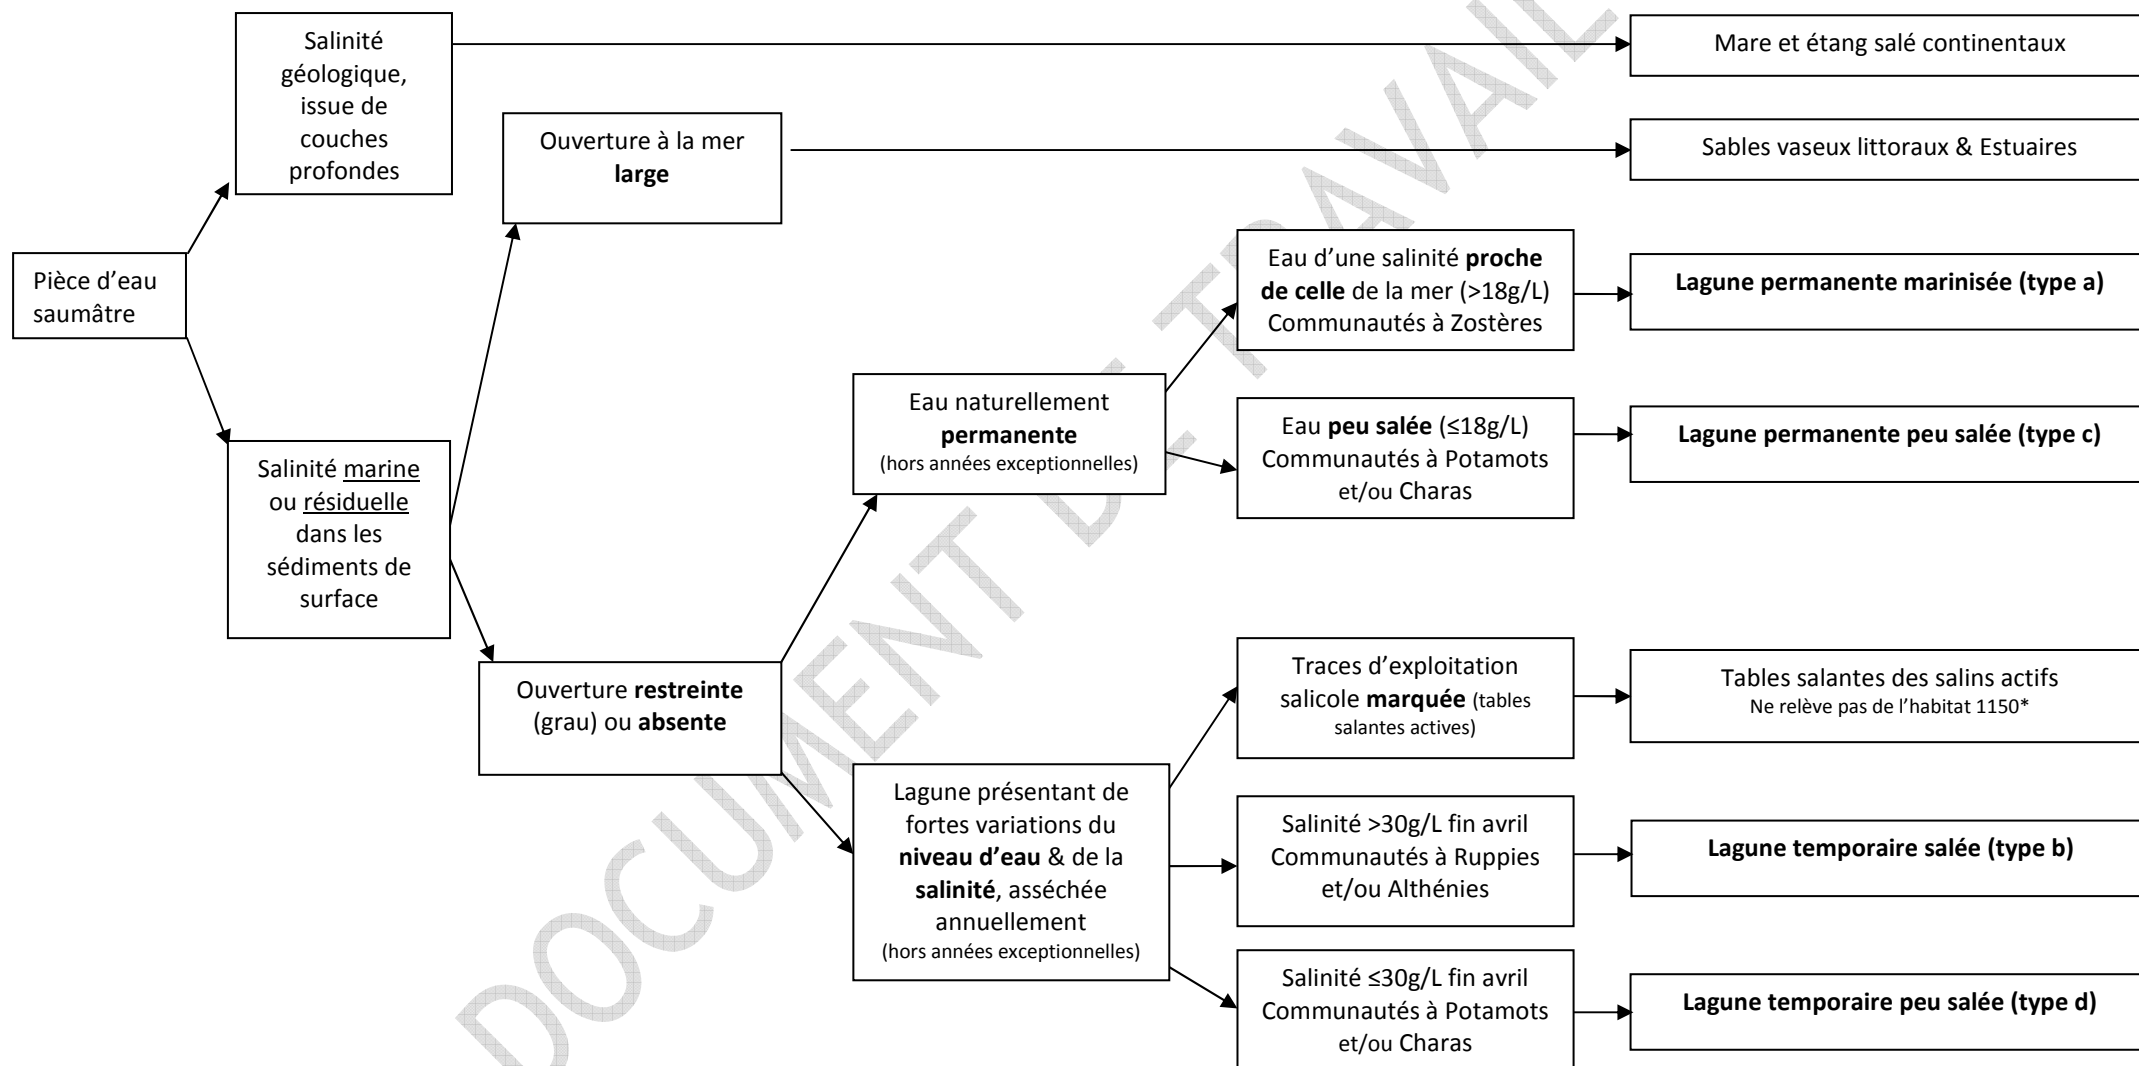 Salinité
géologique,
issue de
couches
profondes
Mare et étang salé continentaux
Ouverture à la mer
large
Sables vaseux littoraux & Estuaires
Pièce d'eau
saumâtre
Eau d'une salinité proche
de celle de la mer (>18g/L)
Communautés à Zostères
Lagune permanente marinisée (type a)
Eau naturellement
permanente
(hors années exceptionnelles)
Eau peu salée (≤18g/L)
Communautés à Potamots
et/ou Charas
Lagune permanente peu salée (type c)
Salinité marine
ou résiduelle
dans les
sédiments de
surface
Ouverture restreinte
(grau) ou absente
Traces d'exploitation
salicole marquée (tables
salantes actives)
Tables salantes des salins actifs
Ne relève pas de l'habitat 1150*
Lagune présentant de
fortes variations du
niveau d'eau & de la
salinité, asséchée
annuellement
(hors années exceptionnelles)
Salinité >30g/L fin avril
Communautés à Ruppies
et/ou Althénies
Lagune temporaire salée (type b)
Salinité ≤30g/L fin avril
Communautés à Potamots
et/ou Charas
Lagune temporaire peu salée (type d)
DOCUMENT DE TRAVAIL